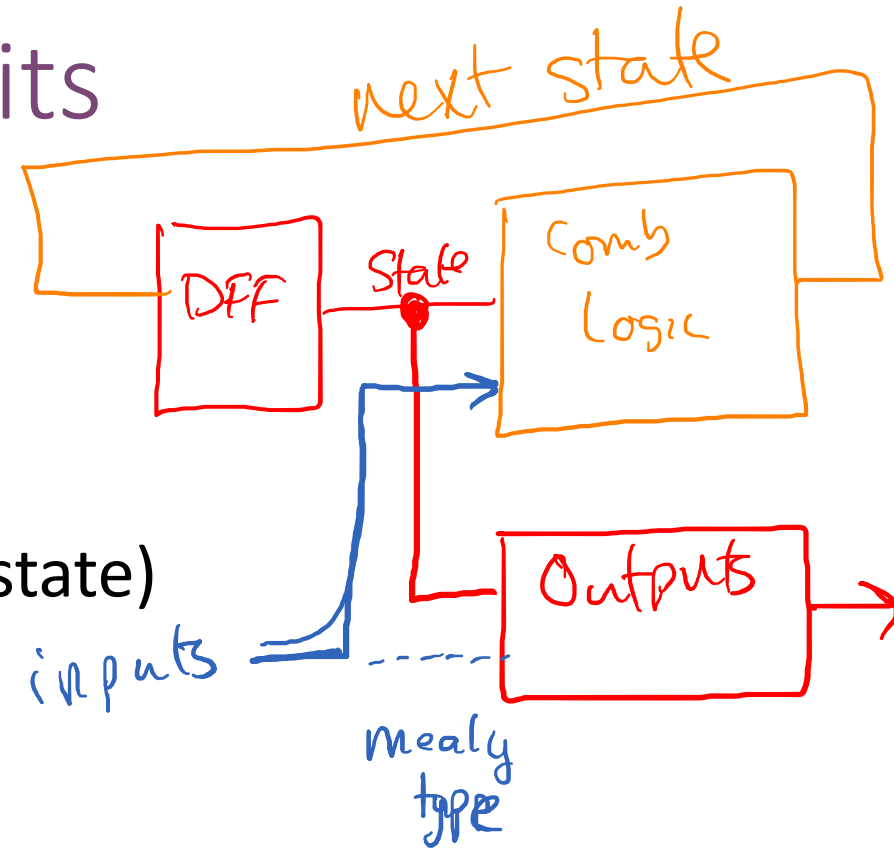 its
next state
DFF
State
Comb
Logic
state)
Outputs
inputs
mealy
type